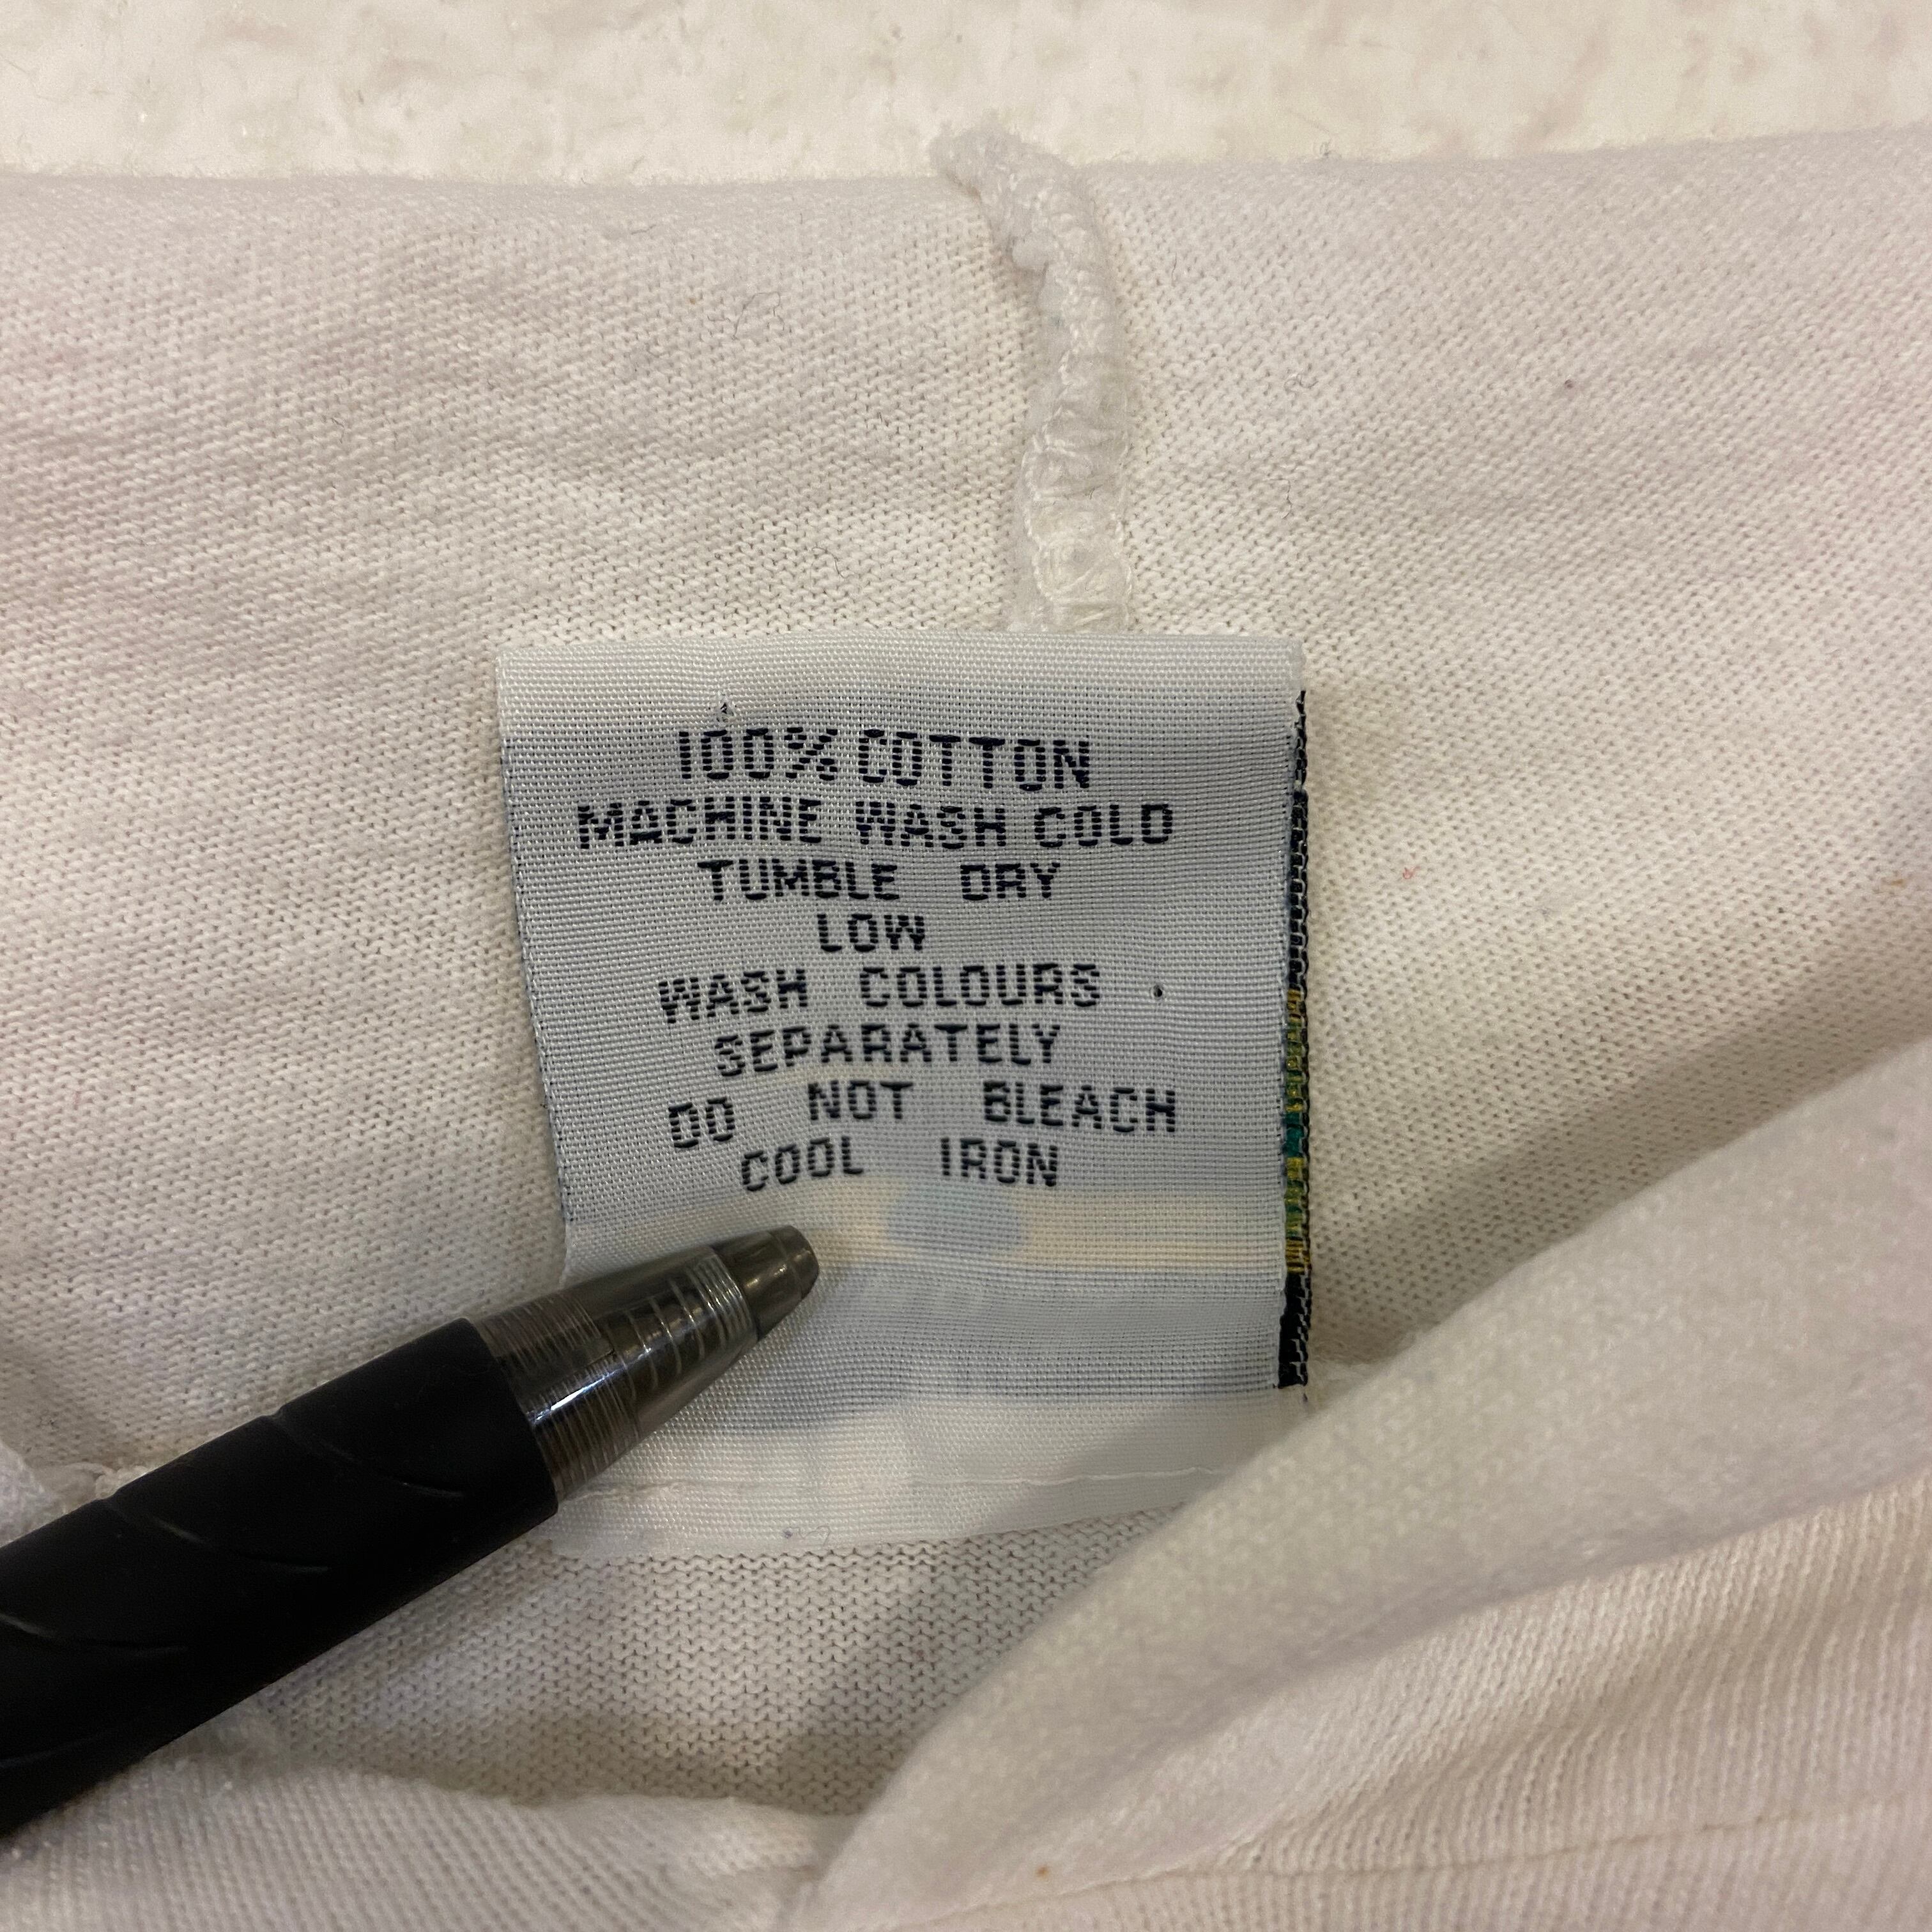 100% COTTON
MACHINE WASH COLD
TUMBLE DRY
LOW
WASH COLOURS
SEPARATELY
DO NOT BLEACH
COOL IRON